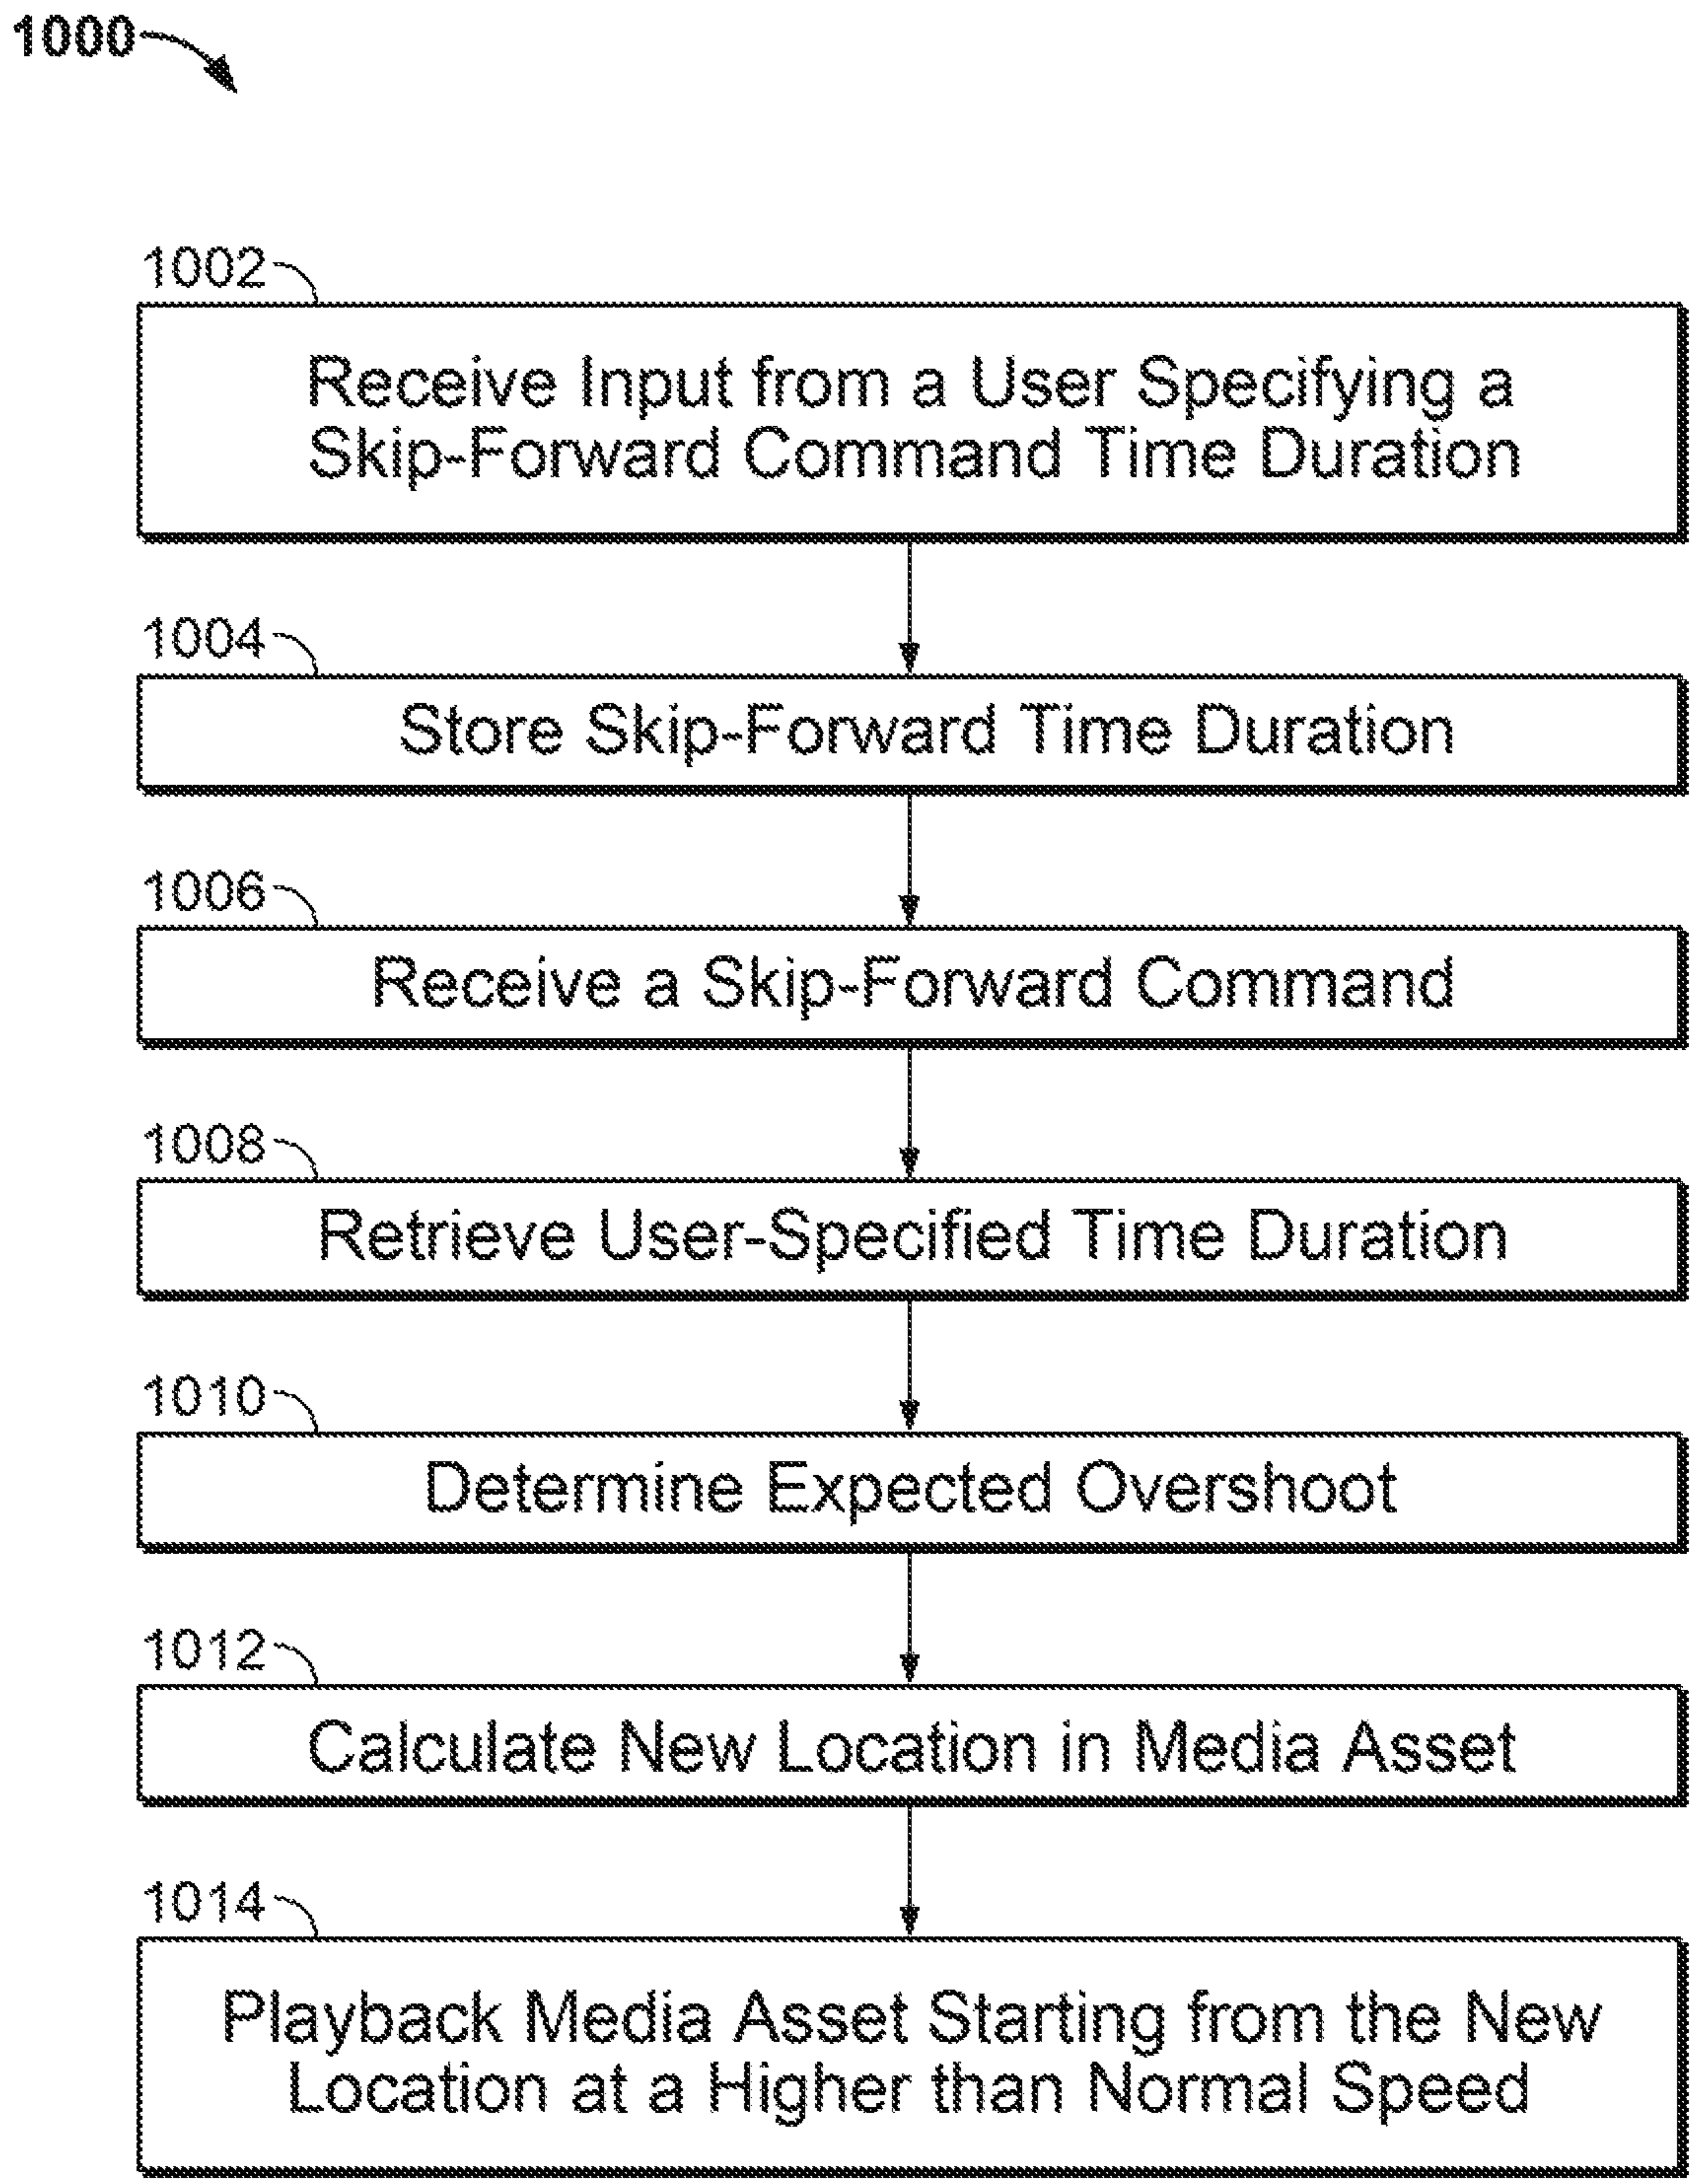 1000
1002
Receive Input from a User Specifying a
Skip-Forward Command Time Duration
1004
Store Skip-Forward Time Duration
1006
Receive a Skip-Forward Command
1008
Retrieve User-Specified Time Duration
1010
Determine Expected Overshoot
1012
Calculate New Location in Media Asset
1014
Playback Media Asset Starting from the New
Location at a Higher than Normal Speed